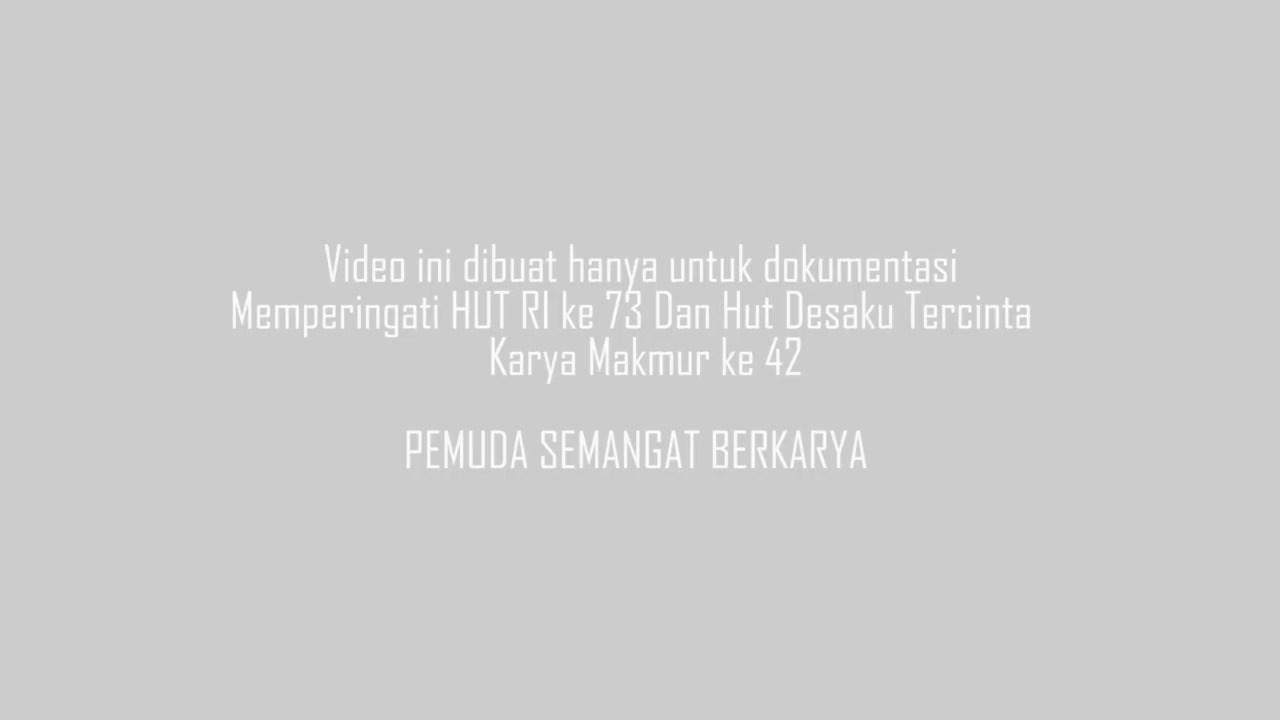 Video ini dibuat hanya untuk dokumentasi
Memperingati HUT RI ke 73 Dan Hut Desaku Tercinta
Karya Makmur ke 42
PEMUDA SEMANGAT BERKARYA